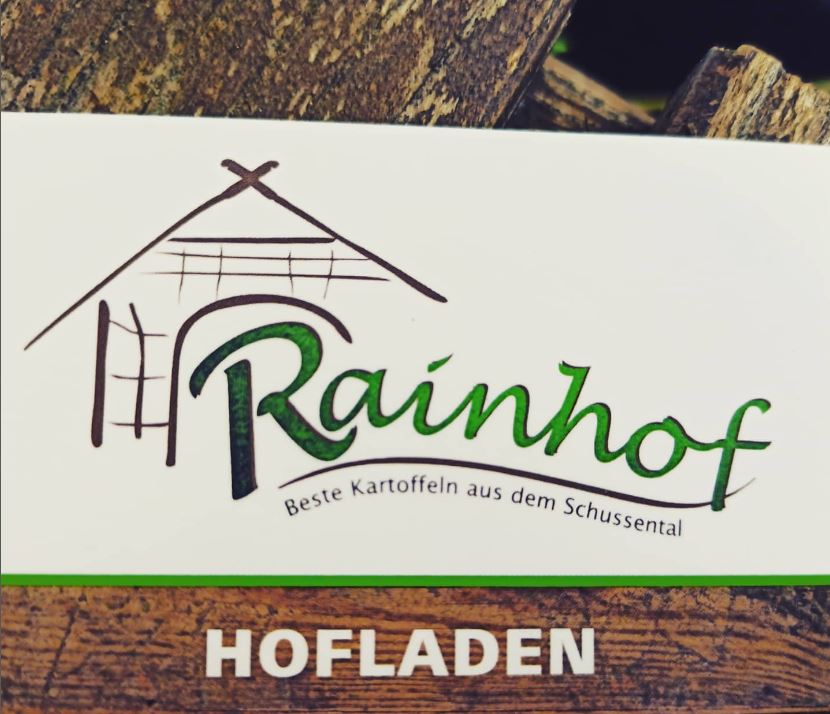 Rainhof
Beste Kartoffeln aus dem Schussental
HOFLADEN